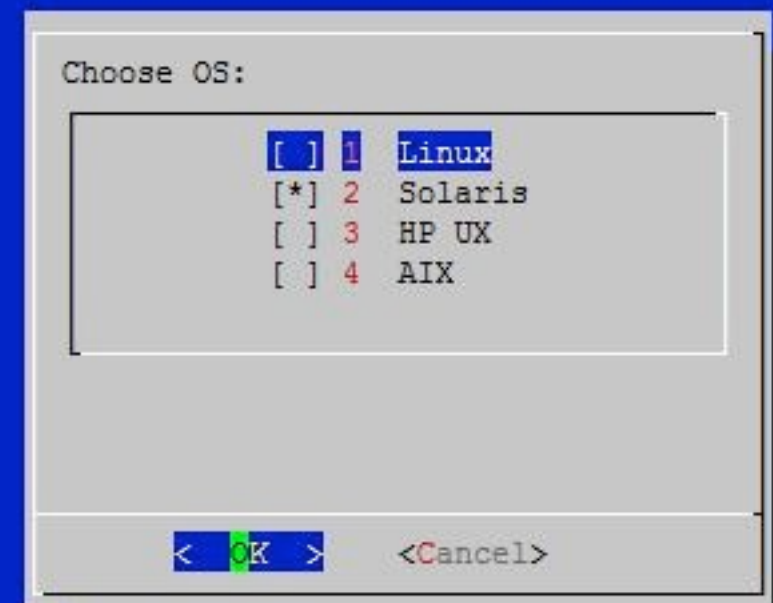 Choose OS:
[ ] 1 Linux
[*] 2 Solaris
[ ] 3 HP UX
[ ] 4 AIX
< OK > <Cancel>